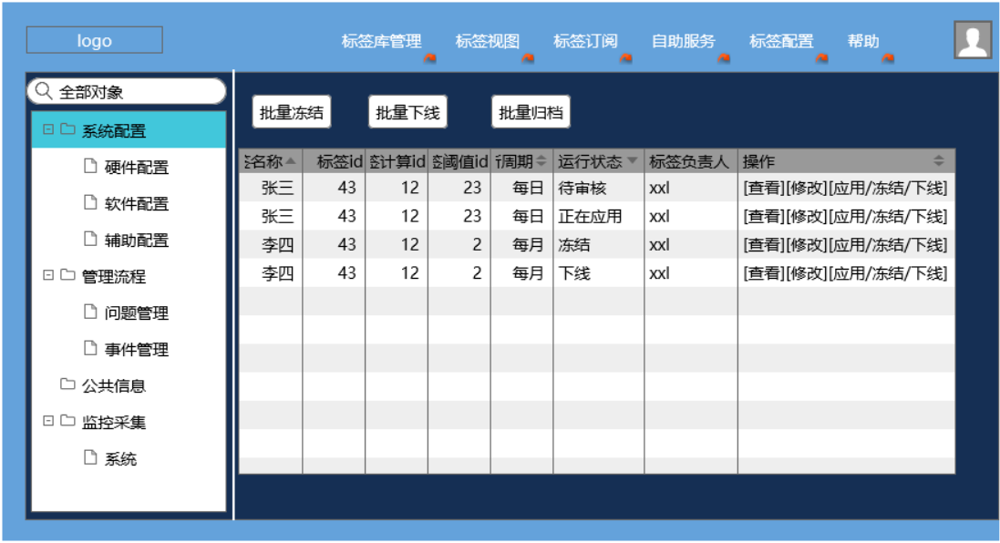 logo 标签库管理 标签视图 标签订阅 自助服务 标签配置 帮助
全部对象
系统配置
硬件配置
软件配置
辅助配置
管理流程
问题管理
事件管理
公共信息
监控采集
系统
批量冻结 批量下线 批量归档
名称 标签id 计算id 阈值id 周期 运行状态 标签负责人 操作
张三 43 12 23 每日 待审核 xxl [查看][修改][应用/冻结/下线]
张三 43 12 23 每日 正在应用 xxl [查看][修改][应用/冻结/下线]
李四 43 12 2 每月 冻结 xxl [查看][修改][应用/冻结/下线]
李四 43 12 2 每月 下线 xxl [查看][修改][应用/冻结/下线]